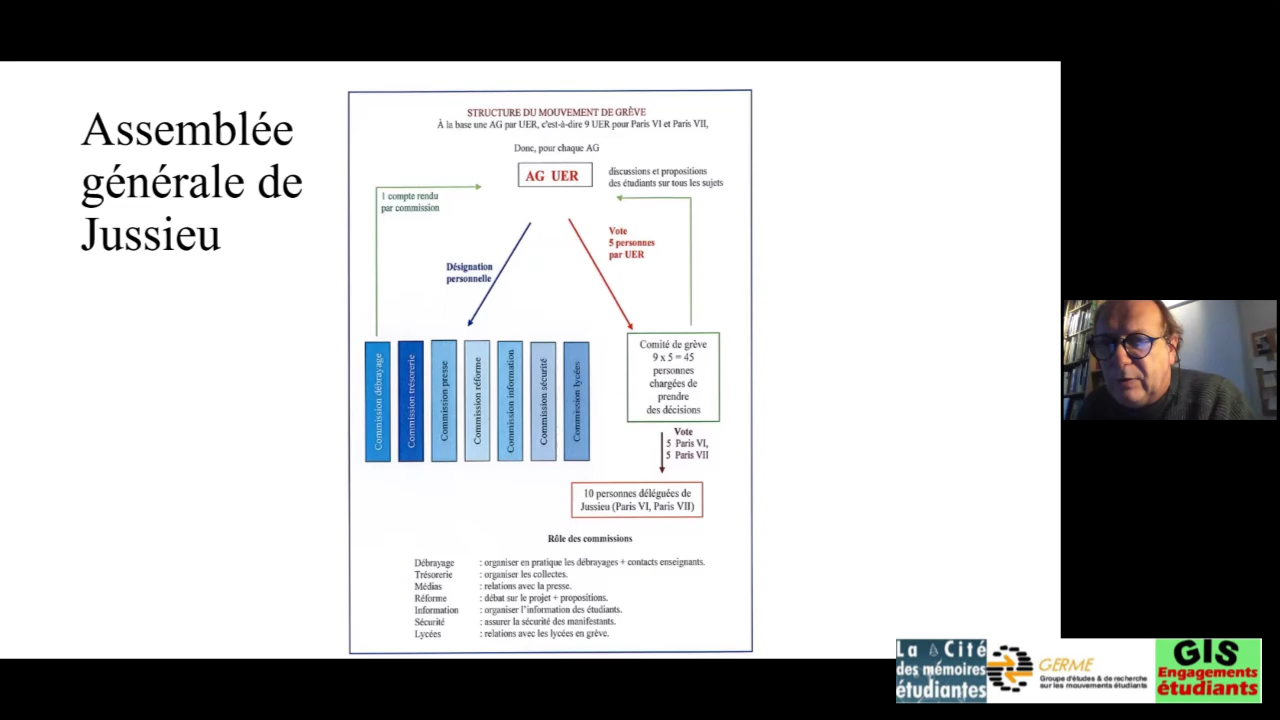 Assemblée
générale de
Jussieu
STRUCTURE DU MOUVEMENT DE GRÈVE
À la base une AG par UER, c'est-à-dire 9 UER pour Paris VI et Paris VII,
Donc, pour chaque AG
AG UER
discussions et propositions
des étudiants sur tous les sujets
1 compte rendu
par commission
Vote
5 personnes
par UER
Désignation
personnelle
Commission débrayage
Commission trésorerie
Commission presse
Commission réforme
Commission information
Commission sécurité
Commission lycées
Comité de grève
9 x 5 = 45
personnes
chargées de
prendre
des décisions
Vote
5 Paris VI,
5 Paris VII
10 personnes déléguées de
Jussieu (Paris VI, Paris VII)
Rôle des commissions
Débrayage : organiser en pratique les débrayages + contacts enseignants.
Trésorerie : organiser les collectes.
Médias : relations avec la presse.
Réforme : débat sur le projet + propositions.
Information : organiser l'information des étudiants.
Sécurité : assurer la sécurité des manifestants.
Lycées : relations avec les lycées en grève.
La Cité
des mémoires
étudiantes
GERME
Groupe d'études & de recherche
sur les mouvements étudiants
GIS
Engagements
étudiants